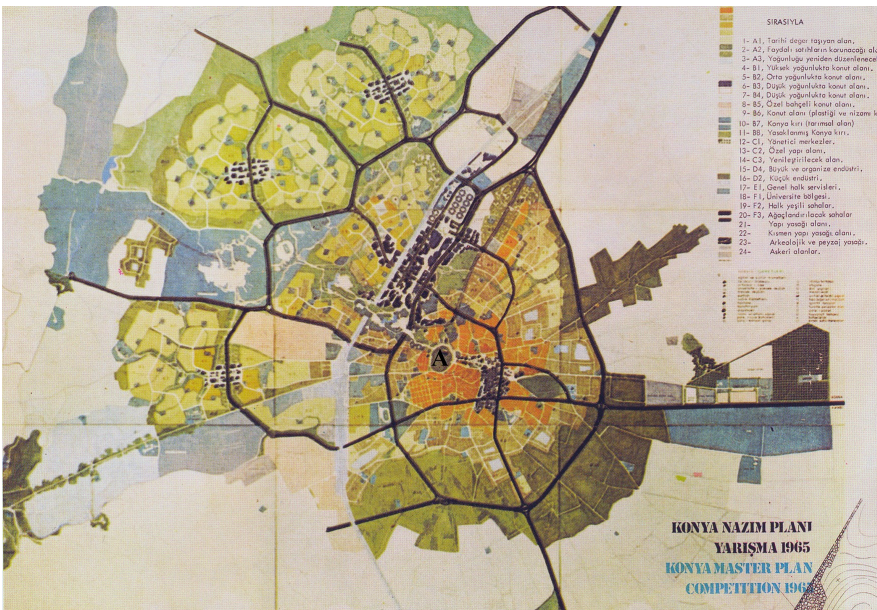 SIRASIYLA
1- A1, Tarihi değer taşıyan alan.
2- A2, Faydalı satıhların korunacağı
3- A3, Yoğunluğu yeniden düzenlenece
4- B1, Yüksek yoğunlukta konut alanı.
5- B2, Orta yoğunlukta konut alanı.
6- B3, Düşük yoğunlukta konut alanı.
7- B4, Düşük yoğunlukta konut alanı.
8- B5, Özel bahçeli konut alanı.
9- B6, Konut alanı (plastiği ve nizamı
10- B7, Konya kırı (tarımsal alan)
11- B8, Yasaklanmış Konya kırı.
12- C1, Yönetici merkezler.
13- C2, Özel yapı alanı.
14- C3, Yenileştirilecek alan.
15- D4, Büyük ve organize endüstri.
16- D2, Küçük endüstri.
17- E1, Genel halk servisleri.
18- F1, Üniversite bölgesi.
19- F2, Halk yeşili sahalar.
20- F3, Ağaçlandırılacak sahalar
21- Yapı yasağı alanı.
22- Kısmen yapı yasağı alanı.
23- Arkealojik ve peyzaj yasağı.
24- Askeri alanlar.
A
KONYA NAZIM PLANI
YARIŞMA 1965
KONYA MASTER PLAN
COMPETITION 1965